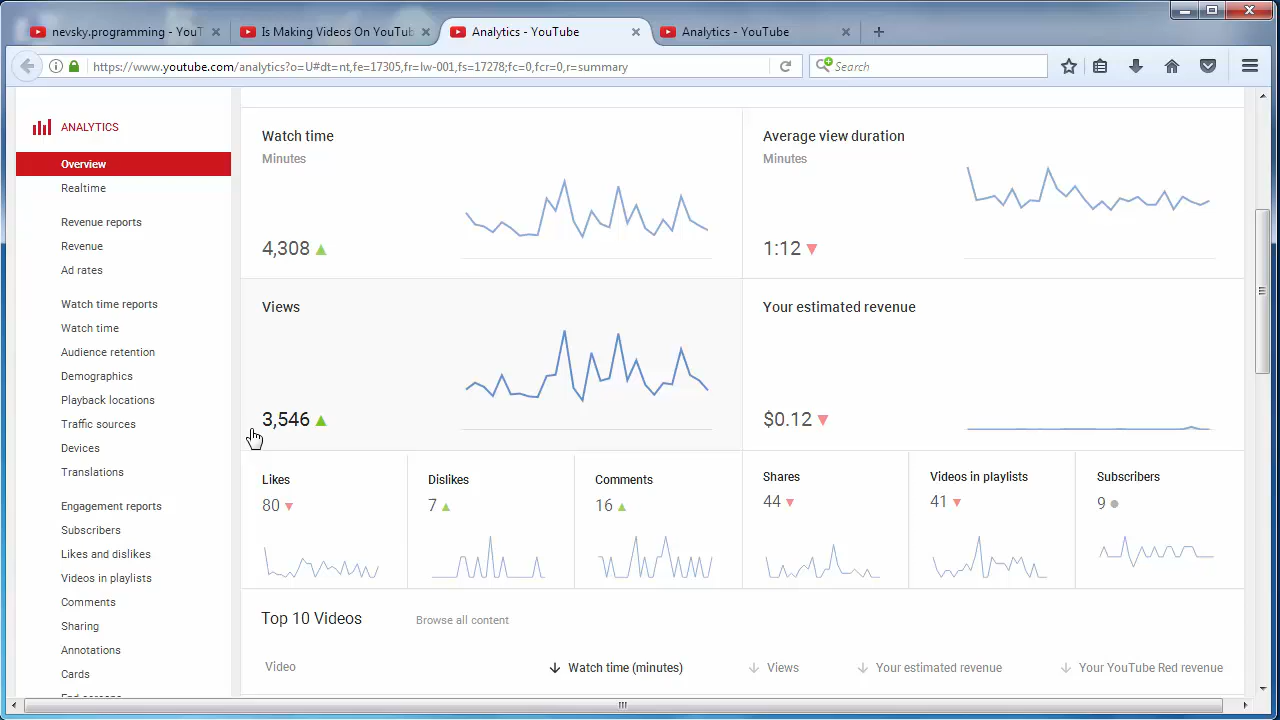 nevsky.programming - YouT
Is Making Videos On YouTub
Analytics - YouTube
Analytics - YouTube
https://www.youtube.com/analytics?o=U#dt=nt,fe=17305,fr=lw-001,fs=17278;fc=0,fcr=0,r=summary
Search
ANALYTICS
Overview
Realtime
Revenue reports
Revenue
Ad rates
Watch time reports
Watch time
Audience retention
Demographics
Playback locations
Traffic sources
Devices
Translations
Engagement reports
Subscribers
Likes and dislikes
Videos in playlists
Comments
Sharing
Annotations
Cards
Watch time
Minutes
4,308
Average view duration
Minutes
1:12
Views
3,546
Your estimated revenue
$0.12
Likes
80
Dislikes
7
Comments
16
Shares
44
Videos in playlists
41
Subscribers
9
Top 10 Videos Browse all content
Video Watch time (minutes) Views Your estimated revenue Your YouTube Red revenue